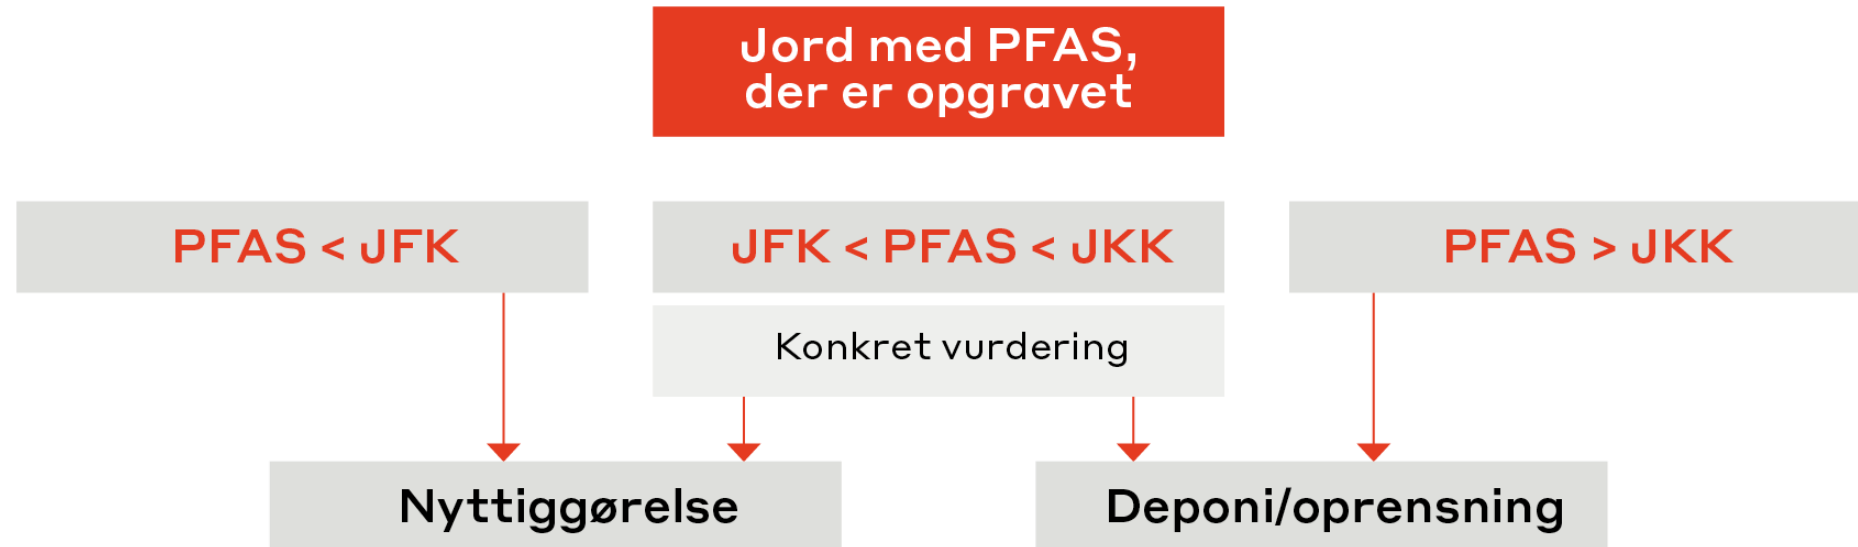 Jord med PFAS,
der er opgravet
PFAS < JFK
JFK < PFAS < JKK
PFAS > JKK
Konkret vurdering
Nyttiggørelse
Deponi/oprensning